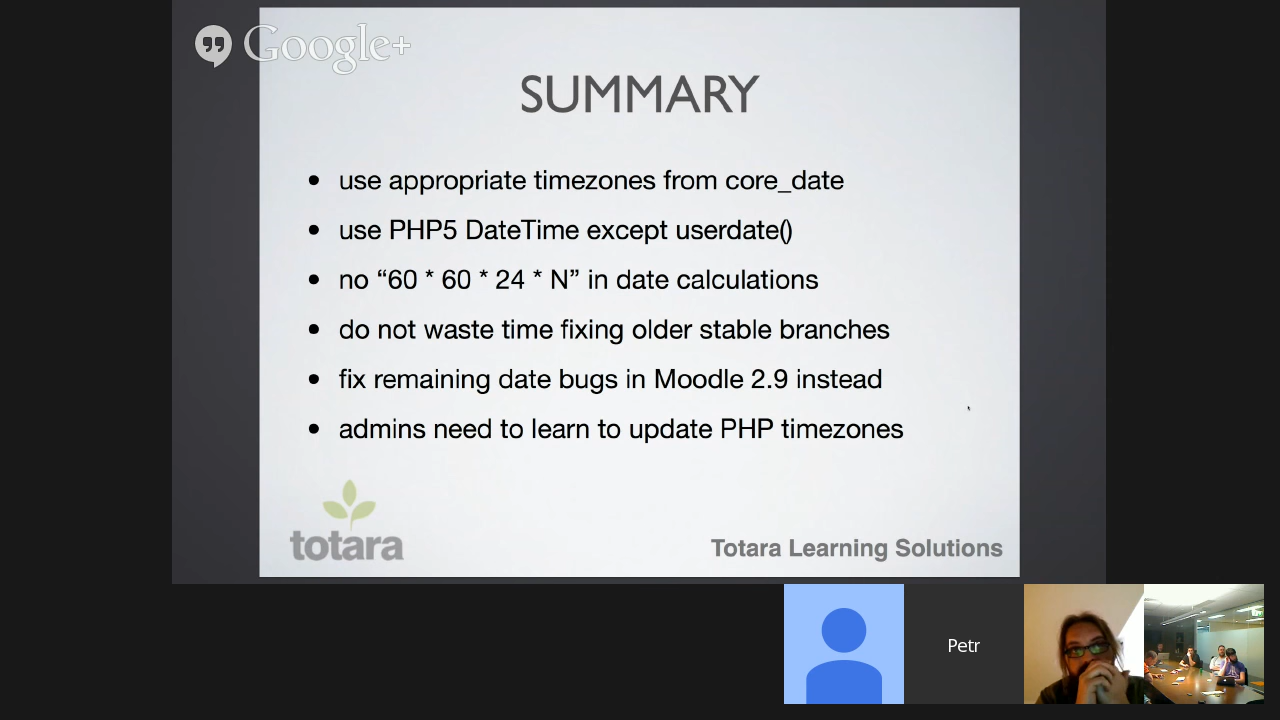 Google+
SUMMARY
• use appropriate timezones from core_date
• use PHP5 DateTime except userdate()
• no “60 * 60 * 24 * N” in date calculations
• do not waste time fixing older stable branches
• fix remaining date bugs in Moodle 2.9 instead
• admins need to learn to update PHP timezones
totara
Totara Learning Solutions
Petr